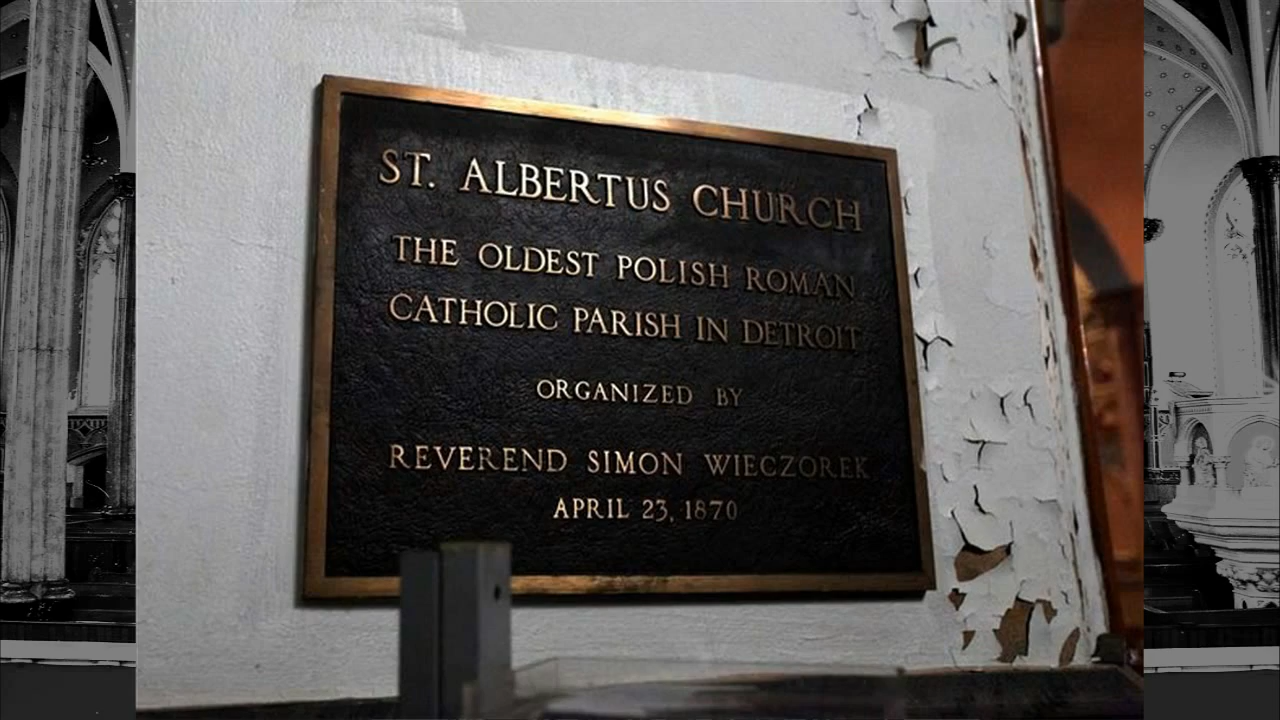 ST. ALBERTUS CHURCH
THE OLDEST POLISH ROMAN
CATHOLIC PARISH IN DETROIT
ORGANIZED BY
REVEREND SIMON WIECZOREK
APRIL 23, 1870